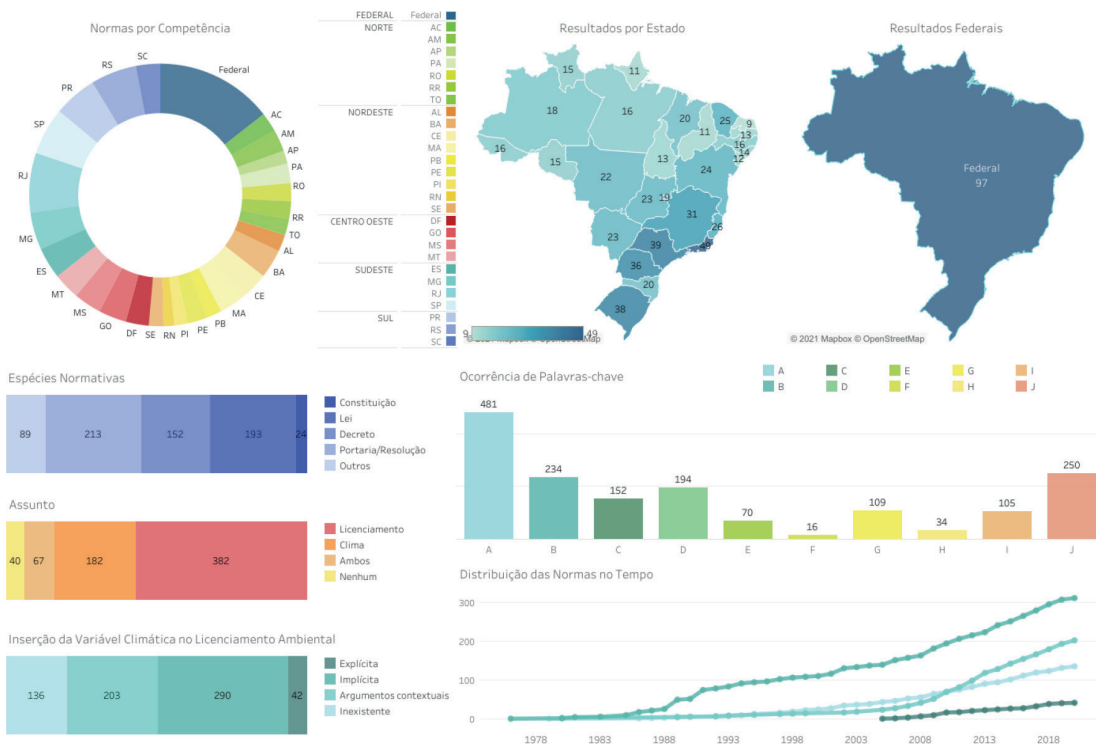 Normas por Competência
SC
RS
PR
SP
RJ
MG
ES
MT
MS
GO
DF
SE
RN
PI
PE
PB
MA
CE
BA
AL
TO
RR
RO
PA
AP
AM
AC
Federal
FEDERAL Federal
NORTE AC
AM
AP
PA
RO
RR
TO
NORDESTE AL
BA
CE
MA
PB
PE
PI
RN
SE
CENTRO OESTE DF
GO
MS
MT
SUDESTE ES
MG
RJ
SP
SUL PR
RS
SC
Resultados por Estado
15
11
18
16
20
25
9
11
13
16
14
12
16
15
13
24
22
23
19
31
26
23
39
49
36
20
38
9 49
© 2021 Mapbox © OpenStreetMap
Resultados Federais
Federal
97
© 2021 Mapbox © OpenStreetMap
Espécies Normativas
89 213 152 193 24
Constituição
Lei
Decreto
Portaria/Resolução
Outros
Assunto
40 67 182 382
Licenciamento
Clima
Ambos
Nenhum
Inserção da Variável Climática no Licenciamento Ambiental
136 203 290 42
Explícita
Implícita
Argumentos contextuais
Inexistente
Ocorrência de Palavras-chave
A C E G I
B D F H J
481 234 152 194 70 16 109 34 105 250
A B C D E F G H I J
Distribuição das Normas no Tempo
300
200
100
0
1978 1983 1988 1993 1998 2003 2008 2013 2018